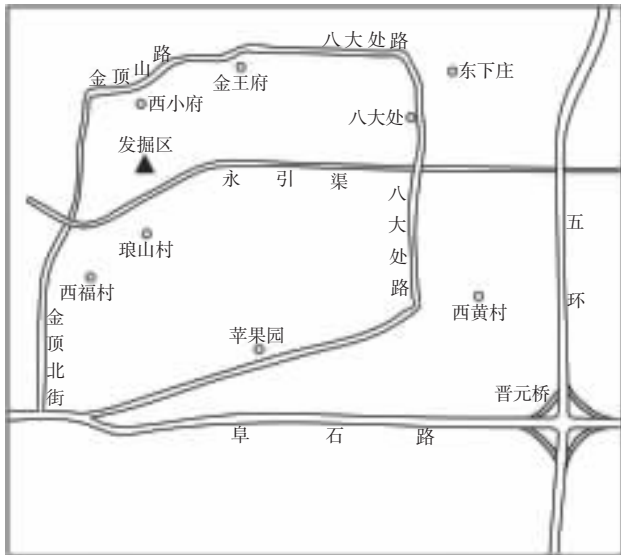 八大处路
金顶山路
金王府
东下庄
西小府
八大处
发掘区
永引渠
八大处路
五环
琅山村
西福村
西黄村
金顶北街
苹果园
晋元桥
阜石路